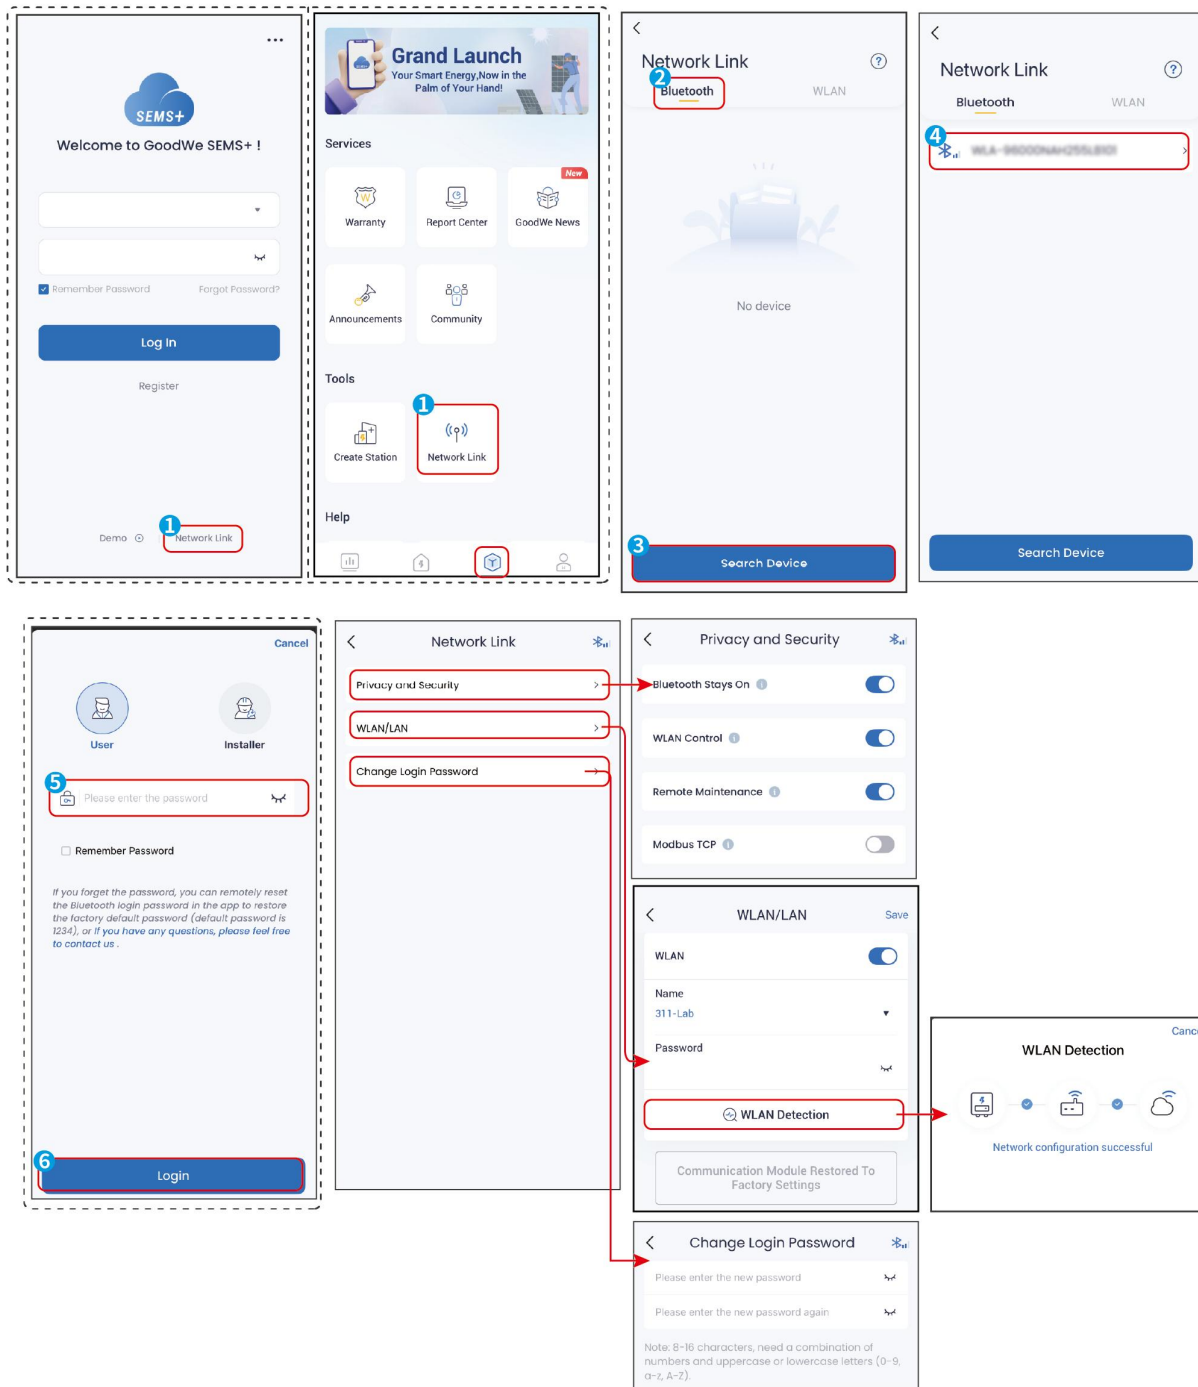 ...
SEMS+
Welcome to GoodWe SEMS+ !
Remember Password
Forgot Password?
Log In
Register
Demo
1
Network Link
Grand Launch
Your Smart Energy,Now in the
Palm of Your Hand!
Services
New
Warranty
Report Center
GoodWe News
Announcements
Community
Tools
1
Create Station
Network Link
Help
Network Link
?
2
Bluetooth
WLAN
No device
3
Search Device
Network Link
?
Bluetooth
WLAN
4
Search Device
Cancel
User
Installer
5
Please enter the password
Remember Password
If you forget the password, you can remotely reset
the Bluetooth login password in the app to restore
the factory default password (default password is
1234), or If you have any questions, please feel free
to contact us .
6
Login
Network Link
Privacy and Security
WLAN/LAN
Change Login Password
Privacy and Security
Bluetooth Stays On
WLAN Control
Remote Maintenance
Modbus TCP
WLAN/LAN
Save
WLAN
Name
311-Lab
Password
WLAN Detection
Communication Module Restored To
Factory Settings
Cance
WLAN Detection
Network configuration successful
Change Login Password
Please enter the new password
Please enter the new password again
Note: 8-16 characters, need a combination of
numbers and uppercase or lowercase letters (0-9,
a-z, A-Z).